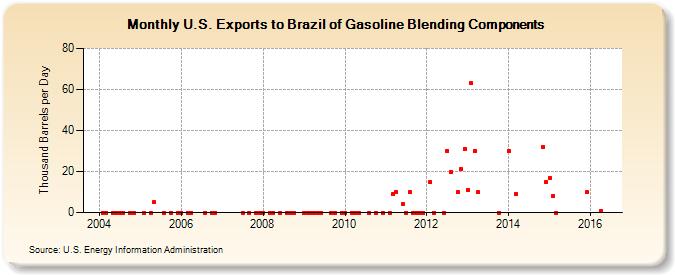 Monthly U.S. Exports to Brazil of Gasoline Blending Components
Thousand Barrels per Day
80
60
40
20
0
2004 2006 2008 2010 2012 2014 2016
Source: U.S. Energy Information Administration